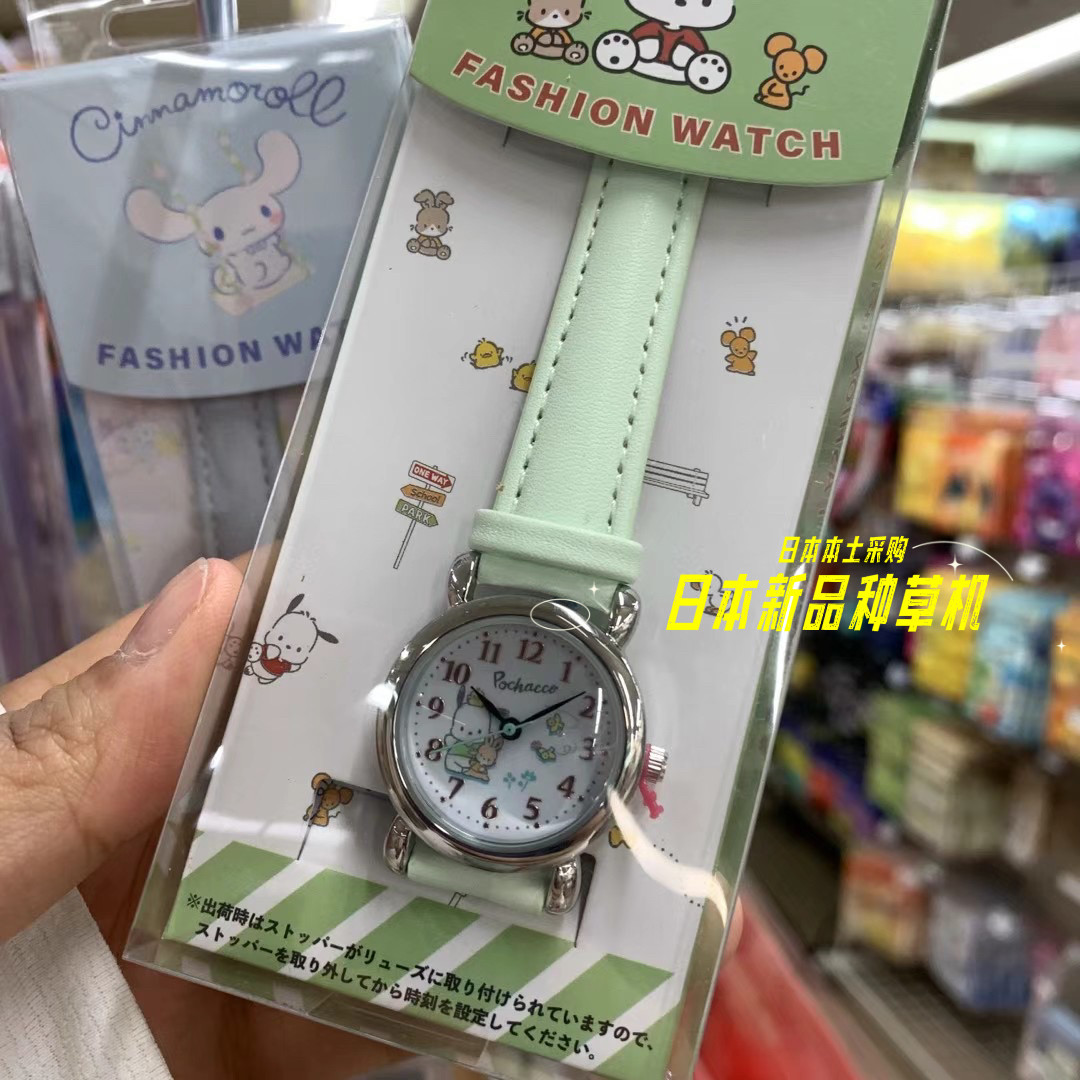 Cinnamoroll
FASHION WA
FASHION WATCH
ONE WAY
School
PARK
日本本土采购
日本新品种草机
Pochacco
12
1
2
3
4
5
6
7
8
9
10
11
※出荷時はストッパーがリューズに取り付けられていますので、
ストッパーを取り外してから時刻を設定してください。